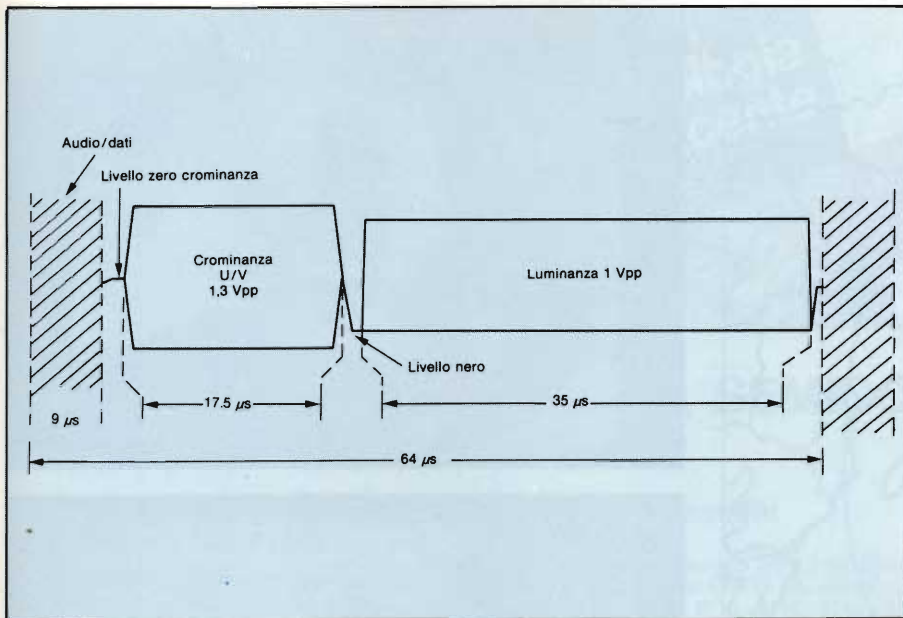 Audio/dati
Livello zero crominanza
Crominanza
U/V
1,3 Vpp
Luminanza 1 Vpp
Livello nero
17.5 µs
35 µs
9 µs
64 µs